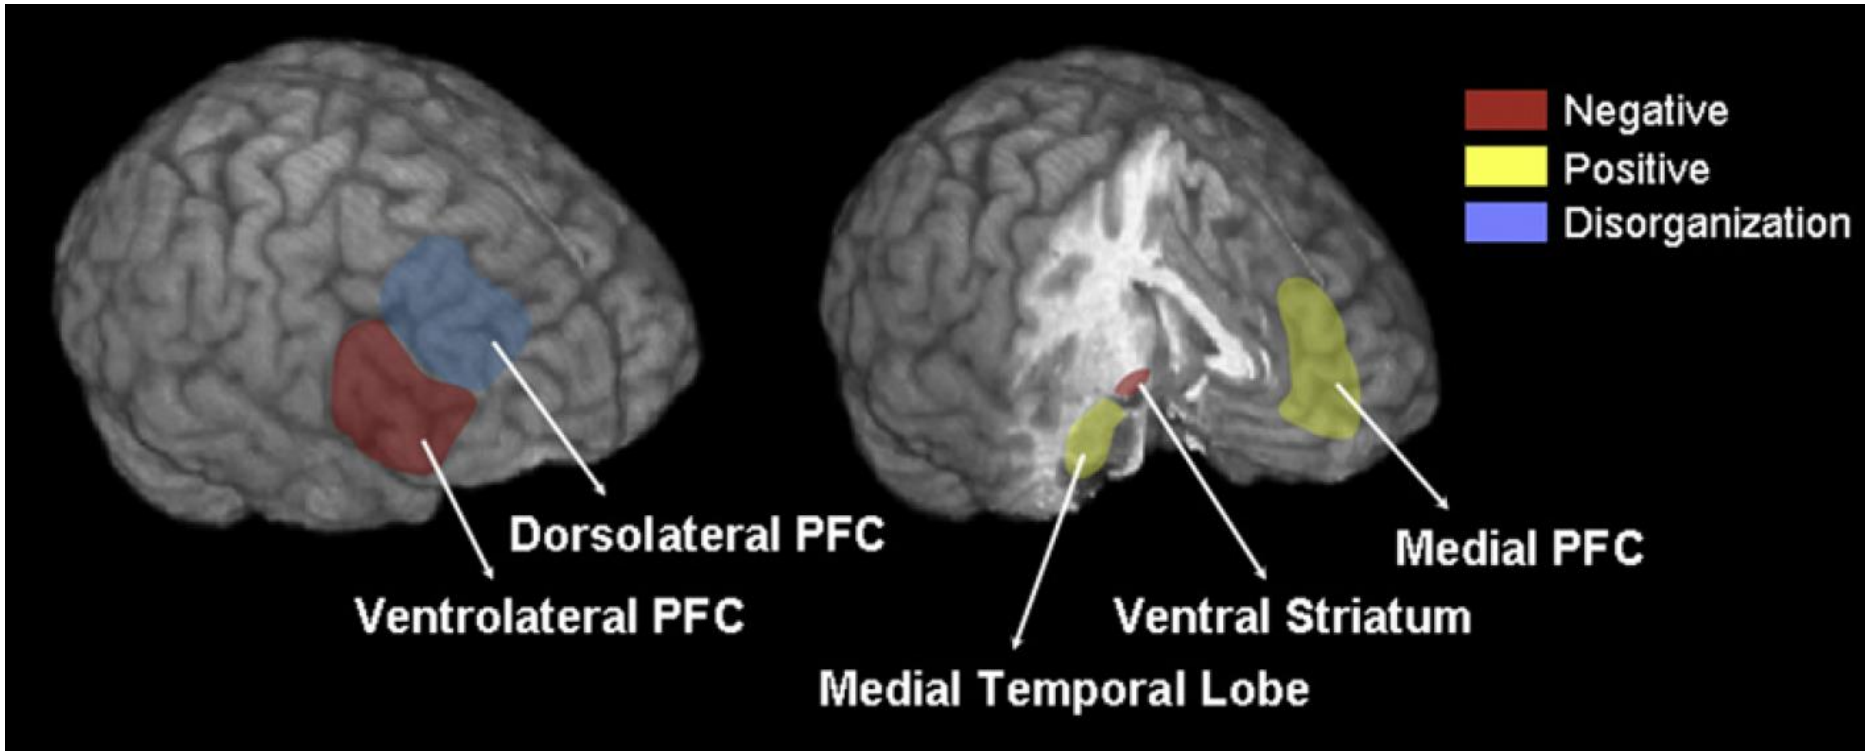 Negative
Positive
Disorganization
Dorsolateral PFC
Ventrolateral PFC
Medial PFC
Ventral Striatum
Medial Temporal Lobe